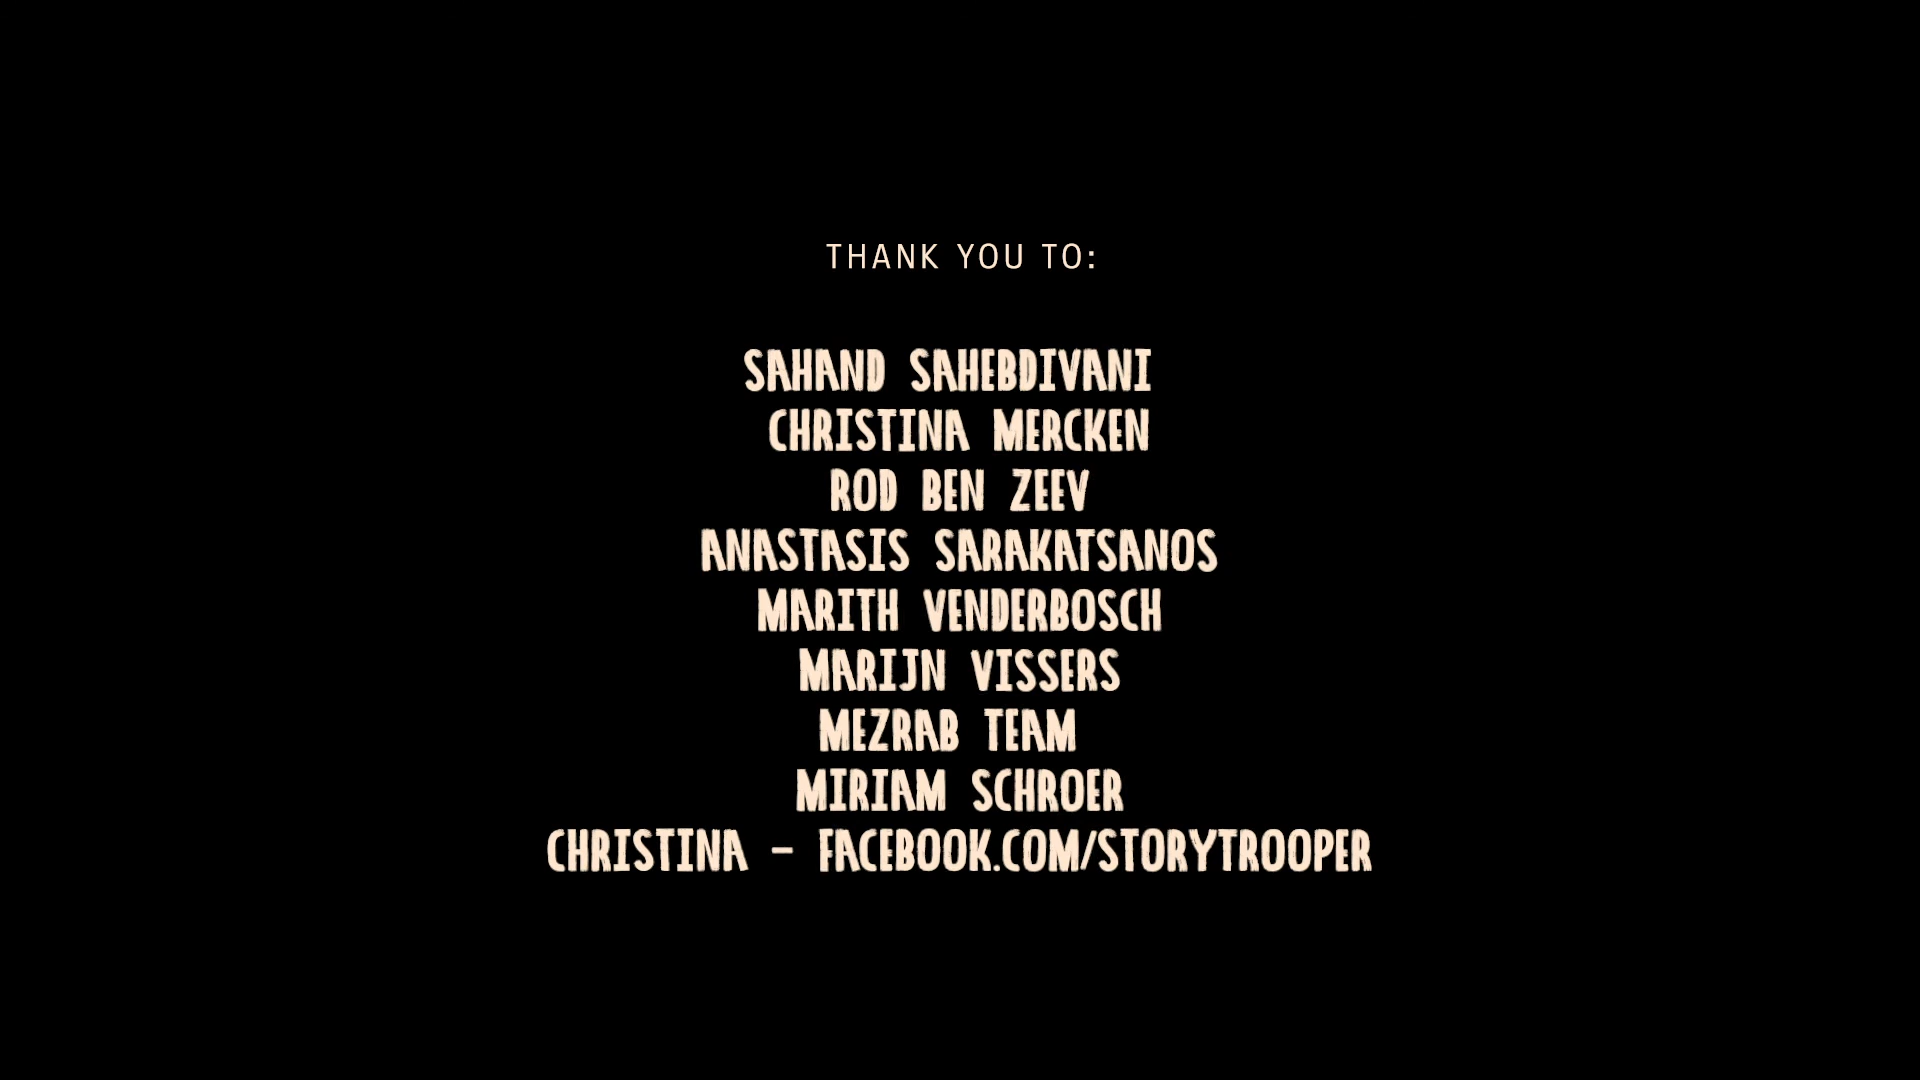 THANK YOU TO:
SAHAND SAHEBDIVANI
CHRISTINA MERCKEN
ROD BEN ZEEV
ANASTASIS SARAKATSANOS
MARITH VENDERBOSCH
MARIJN VISSERS
MEZRAB TEAM
MIRIAM SCHROER
CHRISTINA - FACEBOOK.COM/STORYTROOPER